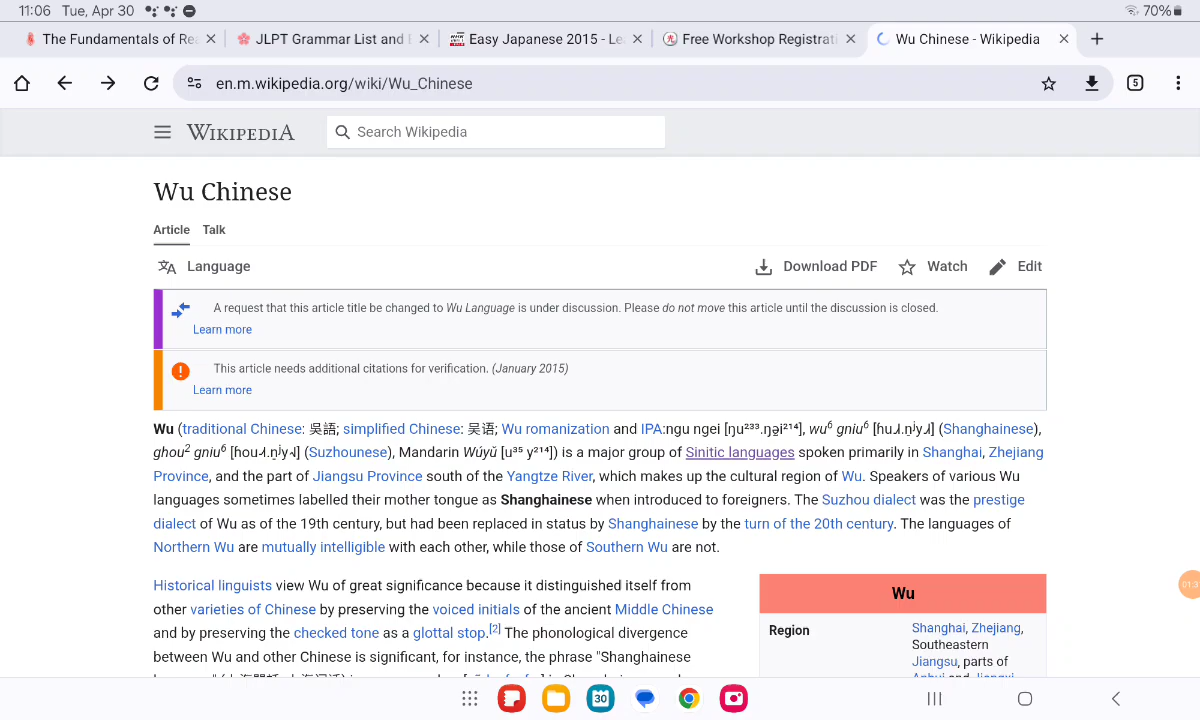 11:06 Tue, Apr 30 70%
The Fundamentals of Re
JLPT Grammar List and E
Easy Japanese 2015 - Le
Free Workshop Registrati
Wu Chinese - Wikipedia
en.m.wikipedia.org/wiki/Wu_Chinese 5
WIKIPEDIA Search Wikipedia
Wu Chinese
Article Talk
Language Download PDF Watch Edit
A request that this article title be changed to Wu Language is under discussion. Please do not move this article until the discussion is closed.
Learn more
This article needs additional citations for verification. (January 2015)
Learn more
Wu (traditional Chinese: 吳語; simplified Chinese: 吴语; Wu romanization and IPA:ngu ngei [ŋu²³³.ŋə̤i²¹⁴], wu⁶ gniu⁶ [ɦu˩˧.n̠ʲy˩˧] (Shanghainese),
ghou² gniu⁶ [ɦou˨˦.n̠ʲy˨˩] (Suzhounese), Mandarin Wúyǔ [u³⁵ y²¹⁴]) is a major group of Sinitic languages spoken primarily in Shanghai, Zhejiang
Province, and the part of Jiangsu Province south of the Yangtze River, which makes up the cultural region of Wu. Speakers of various Wu
languages sometimes labelled their mother tongue as Shanghainese when introduced to foreigners. The Suzhou dialect was the prestige
dialect of Wu as of the 19th century, but had been replaced in status by Shanghainese by the turn of the 20th century. The languages of
Northern Wu are mutually intelligible with each other, while those of Southern Wu are not.
Historical linguists view Wu of great significance because it distinguished itself from
other varieties of Chinese by preserving the voiced initials of the ancient Middle Chinese
and by preserving the checked tone as a glottal stop.[2] The phonological divergence
between Wu and other Chinese is significant, for instance, the phrase "Shanghainese
Wu
Region
Shanghai, Zhejiang,
Southeastern
Jiangsu, parts of
30